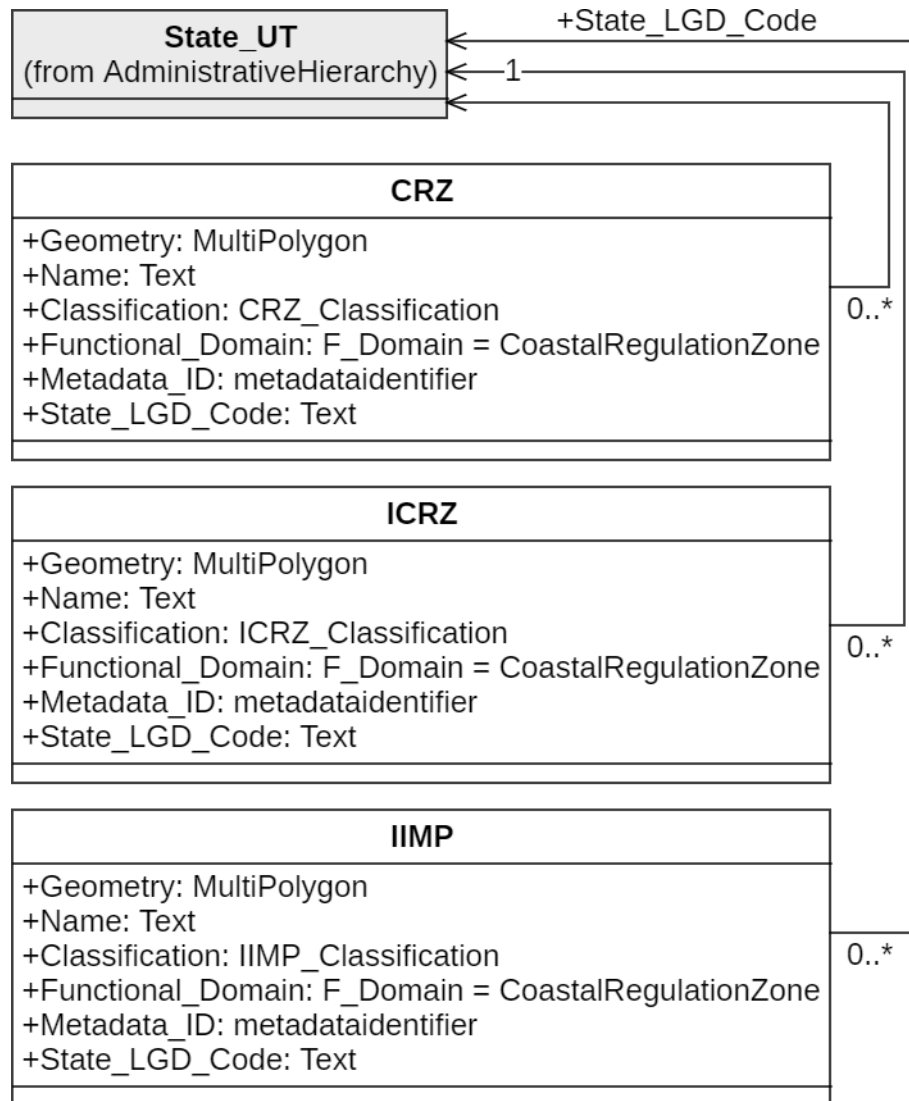 +State_LGD_Code
State_UT
(from AdministrativeHierarchy)
1
CRZ
+Geometry: MultiPolygon
+Name: Text
+Classification: CRZ_Classification
+Functional_Domain: F_Domain = CoastalRegulationZone
+Metadata_ID: metadataidentifier
+State_LGD_Code: Text
0..*
ICRZ
+Geometry: MultiPolygon
+Name: Text
+Classification: ICRZ_Classification
+Functional_Domain: F_Domain = CoastalRegulationZone
+Metadata_ID: metadataidentifier
+State_LGD_Code: Text
0..*
IIMP
+Geometry: MultiPolygon
+Name: Text
+Classification: IIMP_Classification
+Functional_Domain: F_Domain = CoastalRegulationZone
+Metadata_ID: metadataidentifier
+State_LGD_Code: Text
0..*